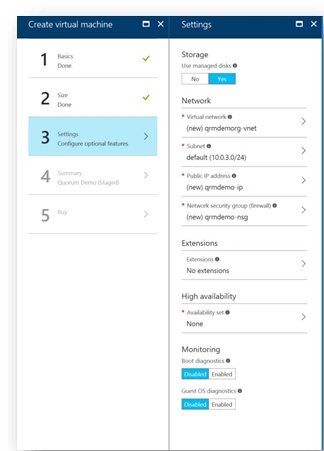 Create virtual machine
1
Basics
Done
2
Size
Done
3
Settings
Configure optional features
4
Summary
Quorum Demo (Staged)
5
Buy
Settings
Storage
Use managed disks
No
Yes
Network
* Virtual network
(new) qrmdemorg-vnet
* Subnet
default (10.0.3.0/24)
* Public IP address
(new) qrmdemo-ip
* Network security group (firewall)
(new) qrmdemo-nsg
Extensions
Extensions
No extensions
High availability
* Availability set
None
Monitoring
Boot diagnostics
Disabled
Enabled
Guest OS diagnostics
Disabled
Enabled